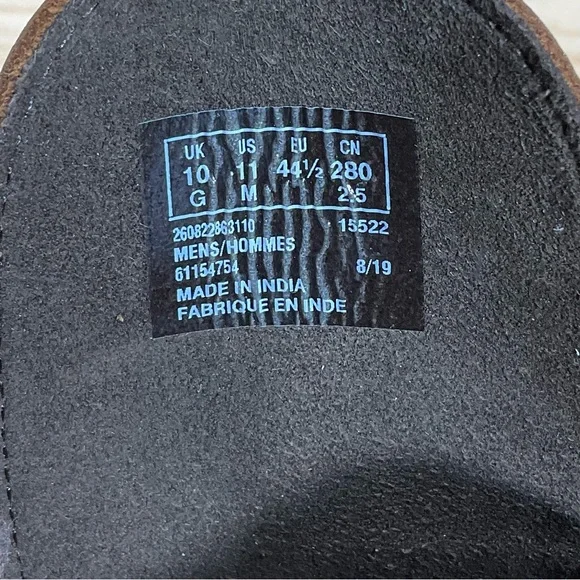 UK US EU CN
10 11 44½ 280
G M 2.5
260822863110 15522
MENS/HOMMES
61154754 8/19
MADE IN INDIA
FABRIQUE EN INDE